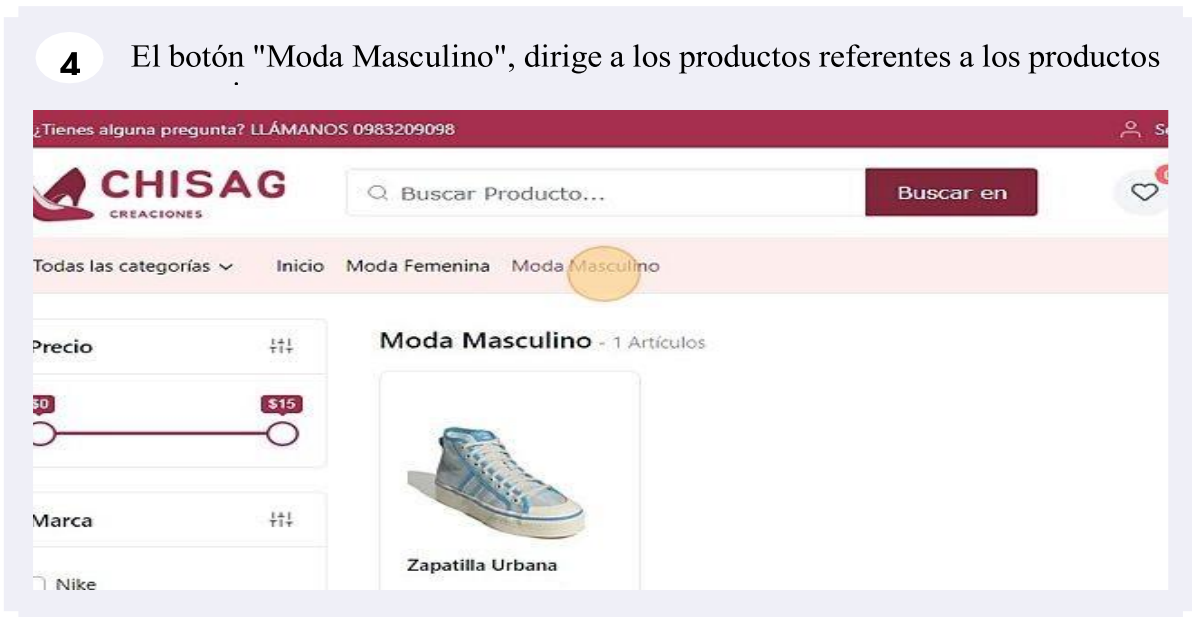 4
El botón "Moda Masculino", dirige a los productos referentes a los productos
¿Tienes alguna pregunta? LLÁMANOS 0983209098
CHISAG
CREACIONES
Buscar Producto...
Buscar en
Todas las categorías
Inicio
Moda Femenina
Moda Masculino
Precio
$0
$15
Marca
Nike
Moda Masculino - 1 Artículos
Zapatilla Urbana